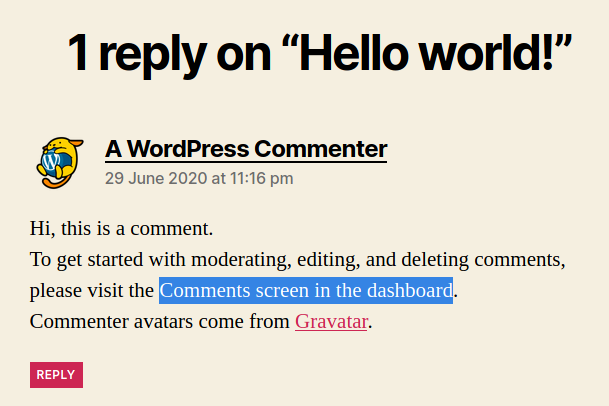 1 reply on “Hello world!”
A WordPress Commenter
29 June 2020 at 11:16 pm
Hi, this is a comment.
To get started with moderating, editing, and deleting comments,
please visit the Comments screen in the dashboard.
Commenter avatars come from Gravatar.
REPLY